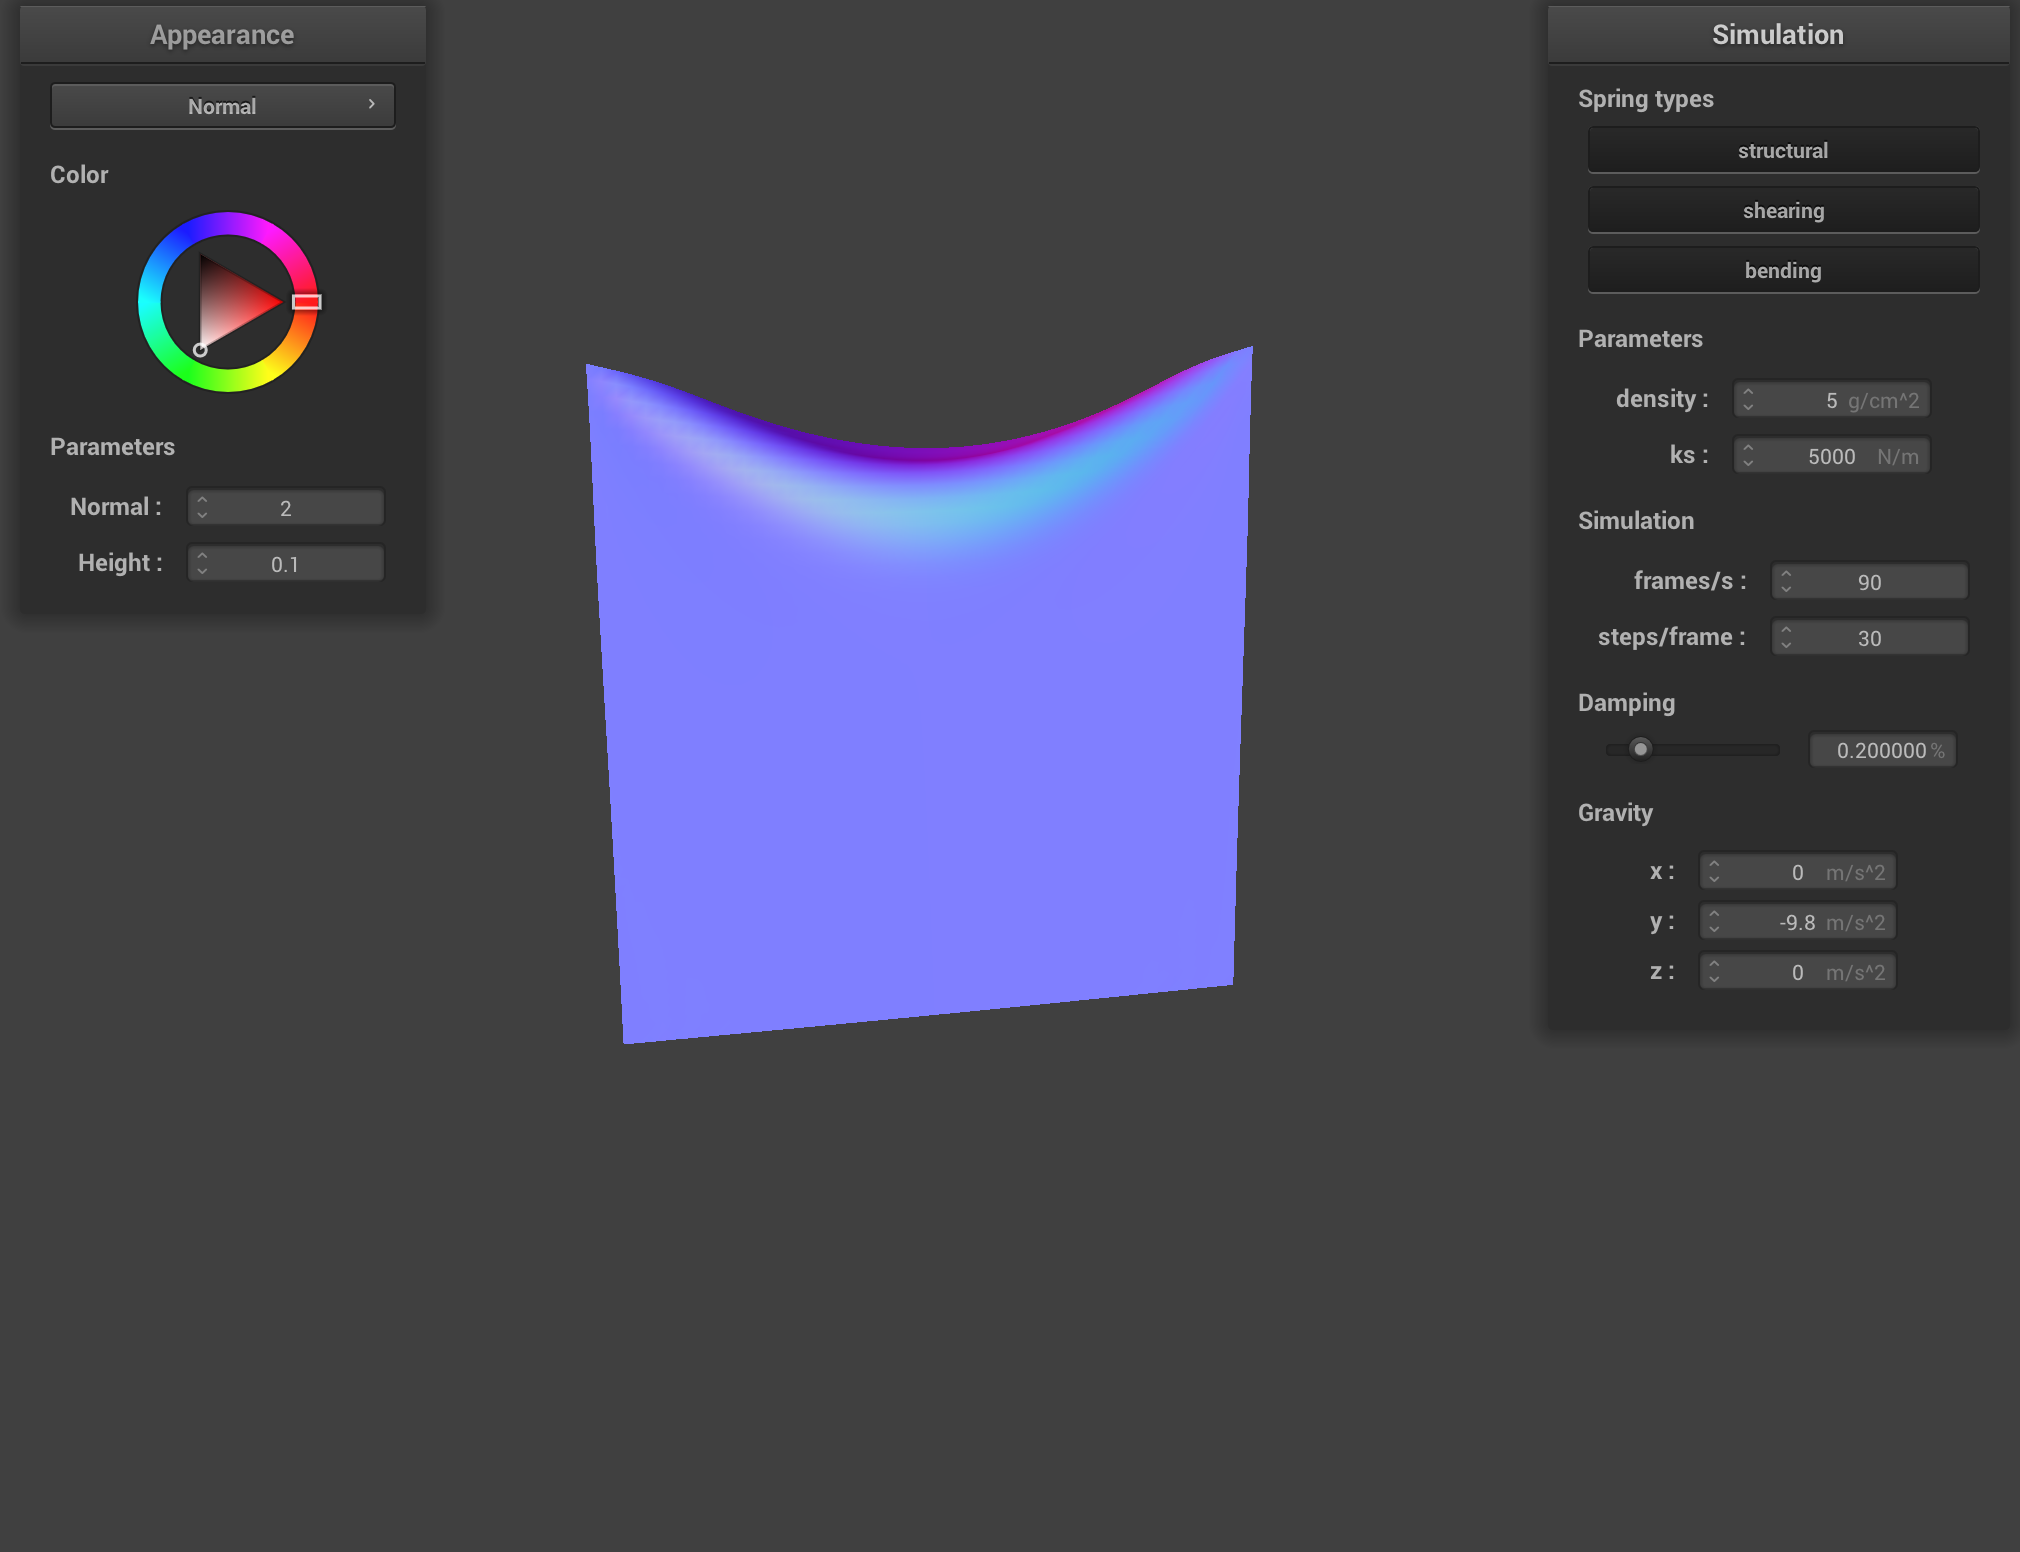 Appearance
Normal
Color
Parameters
Normal : 2
Height : 0.1
Simulation
Spring types
structural
shearing
bending
Parameters
density : 5 g/cm^2
ks : 5000 N/m
Simulation
frames/s : 90
steps/frame : 30
Damping
0.200000 %
Gravity
x : 0 m/s^2
y : -9.8 m/s^2
z : 0 m/s^2